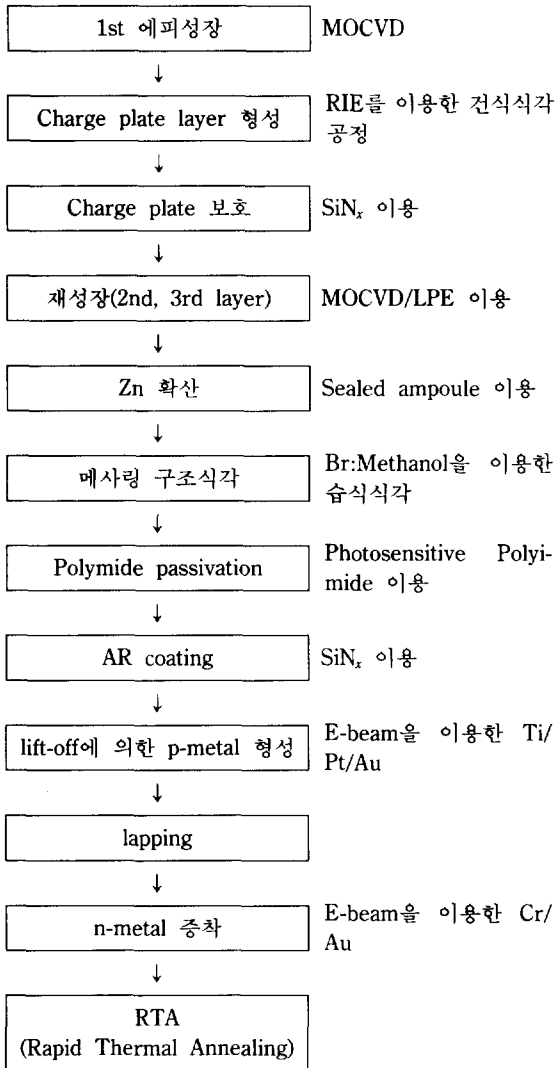 1st 에피성장 MOCVD
↓
Charge plate layer 형성 RIE를 이용한 건식식각
공정
↓
Charge plate 보호 SiNₓ 이용
↓
재성장(2nd, 3rd layer) MOCVD/LPE 이용
↓
Zn 확산 Sealed ampoule 이용
↓
메사링 구조식각 Br:Methanol을 이용한
습식식각
↓
Polymide passivation Photosensitive Polyi-
mide 이용
↓
AR coating SiNₓ 이용
↓
lift-off에 의한 p-metal 형성 E-beam을 이용한 Ti/
Pt/Au
↓
lapping
↓
n-metal 증착 E-beam을 이용한 Cr/
Au
↓
RTA
(Rapid Thermal Annealing)